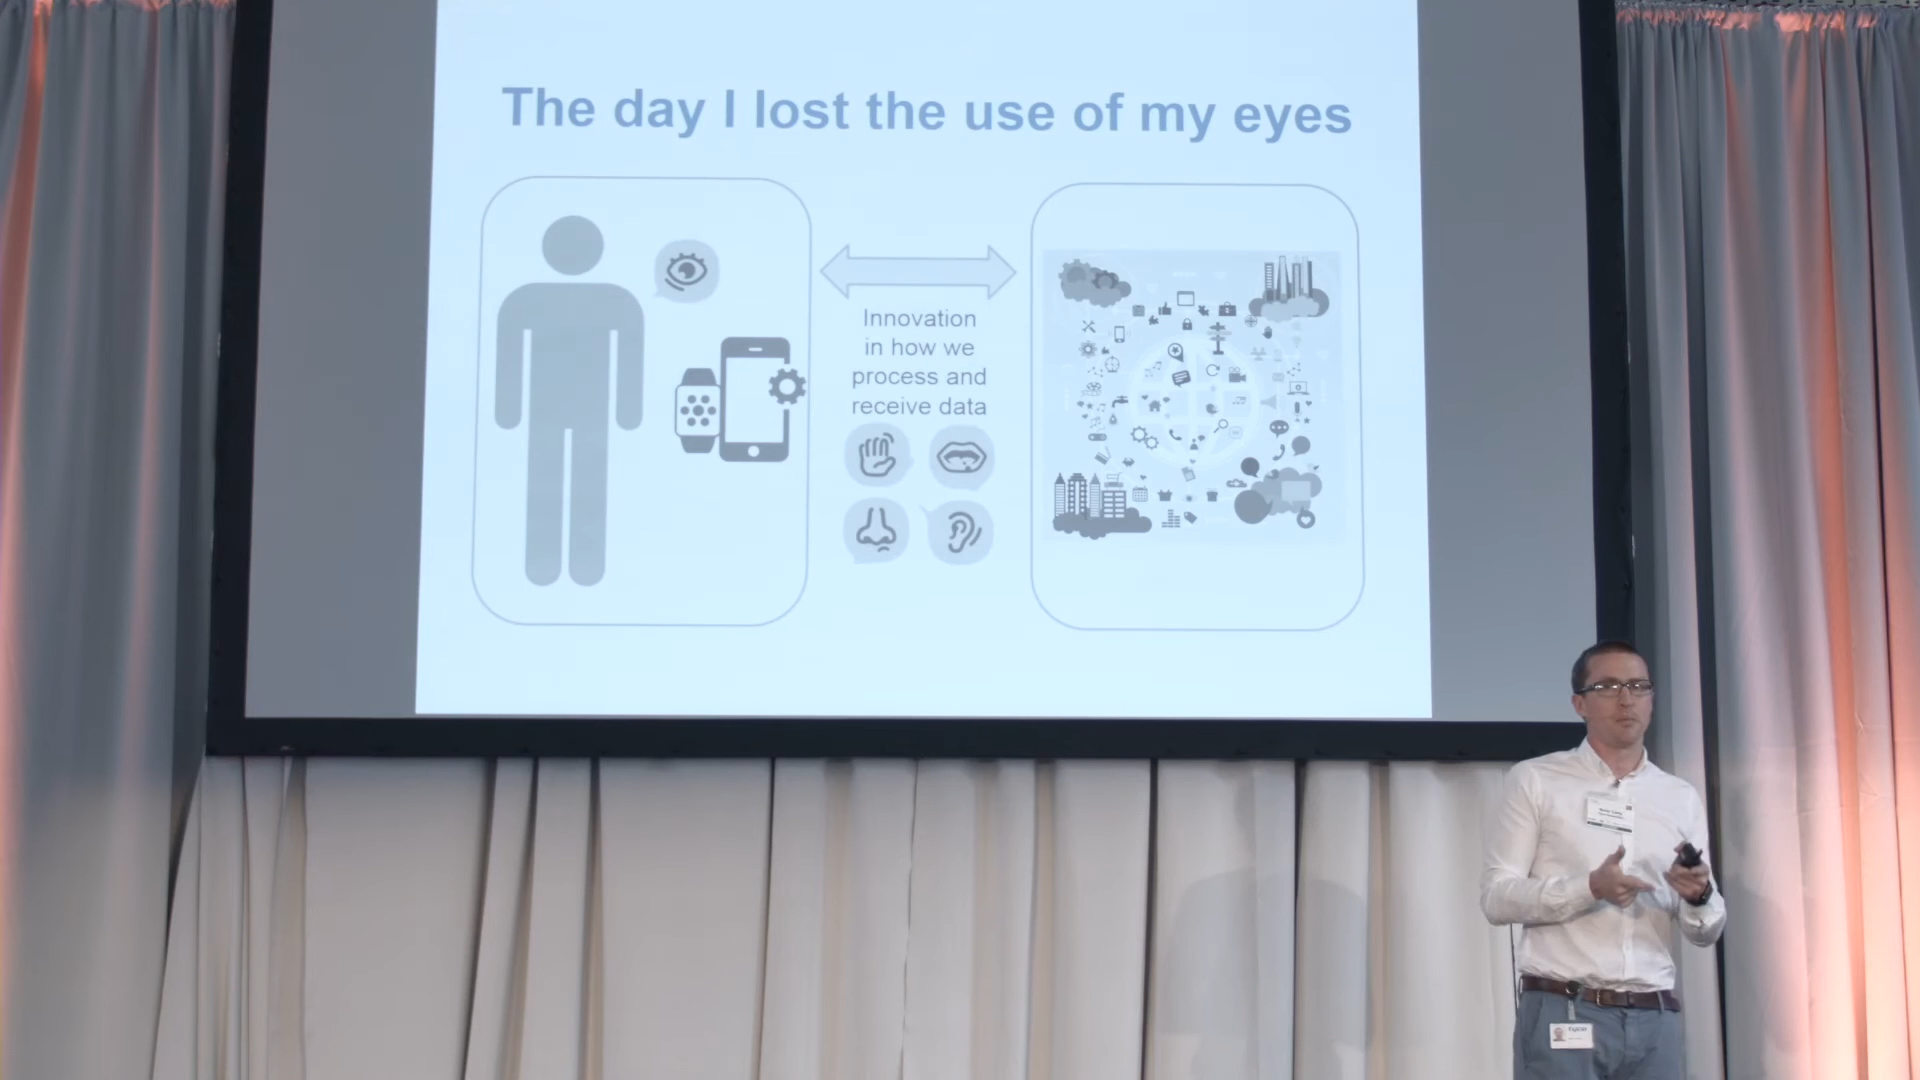 The day I lost the use of my eyes
Innovation
in how we
process and
receive data